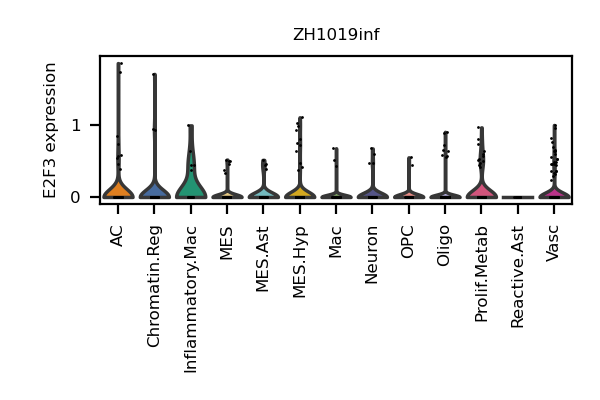 ZH1019inf
E2F3 expression
1
0
AC
Chromatin.Reg
Inflammatory.Mac
MES
MES.Ast
MES.Hyp
Mac
Neuron
OPC
Oligo
Prolif.Metab
Reactive.Ast
Vasc